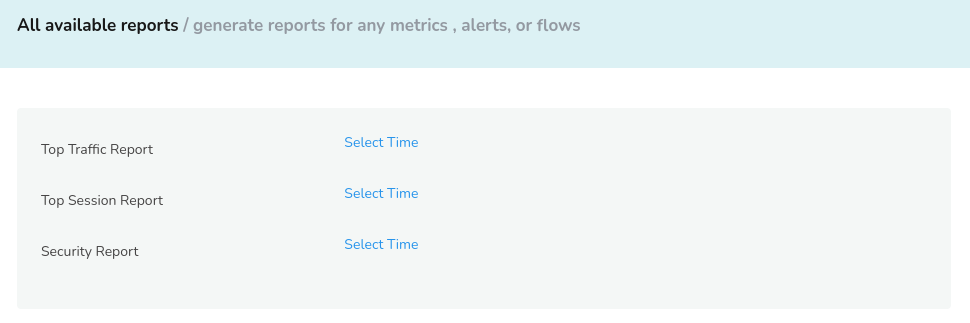 All available reports / generate reports for any metrics , alerts, or flows
Top Traffic Report Select Time
Top Session Report Select Time
Security Report Select Time